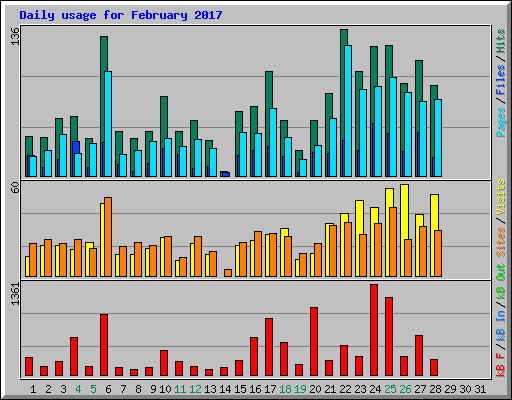 Daily usage for February 2017
136
Pages / Files / Hits
60
Sites / Visits
1361
kB F / kB In / kB Out
1 2 3 4 5 6 7 8 9 10 11 12 13 14 15 16 17 18 19 20 21 22 23 24 25 26 27 28 29 30 31